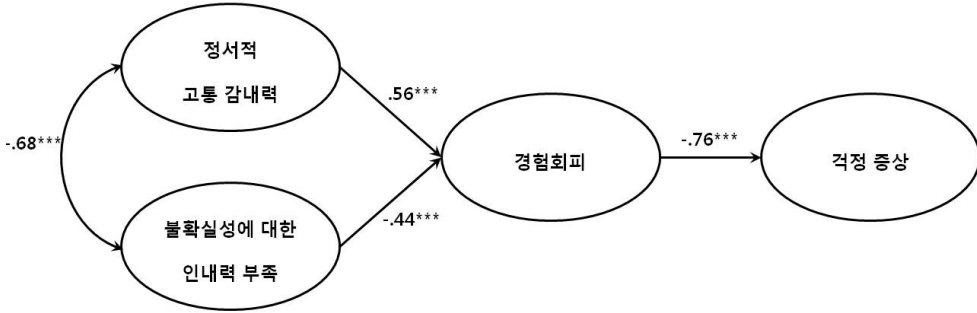 정서적
고통 감내력
.56***
-.68***
경험회피
-.76***
걱정 증상
-.44***
불확실성에 대한
인내력 부족